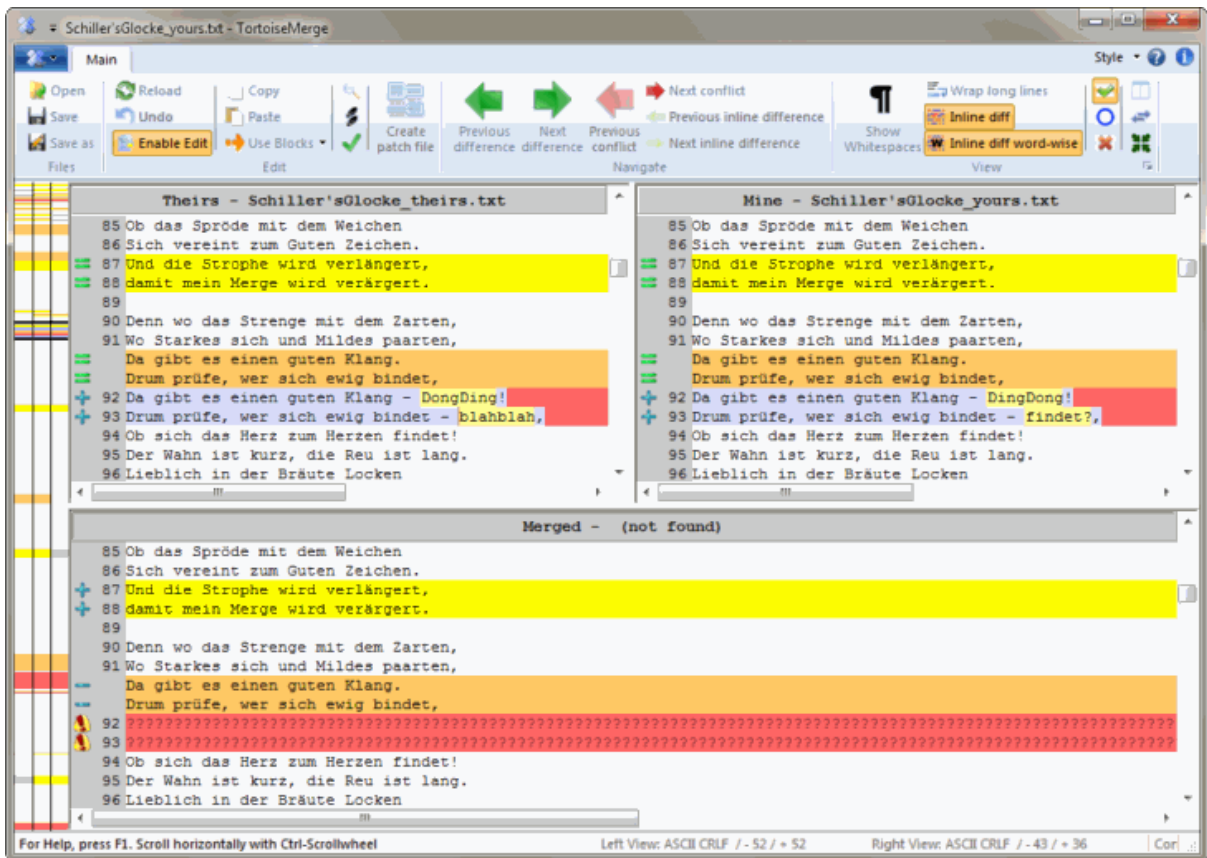 Schiller'sGlocke_yours.txt - TortoiseMerge
Main
Style
Open
Save
Save as
Files
Reload
Undo
Enable Edit
Copy
Paste
Use Blocks
Edit
Create
patch file
Previous
difference
Next
difference
Previous
conflict
Next conflict
Previous inline difference
Next inline difference
Navigate
Show
Whitespaces
Wrap long lines
Inline diff
Inline diff word-wise
View
Theirs - Schiller'sGlocke_theirs.txt
85 Ob das Spröde mit dem Weichen
86 Sich vereint zum Guten Zeichen.
87 Und die Strophe wird verlängert,
88 damit mein Merge wird verärgert.
89
90 Denn wo das Strenge mit dem Zarten,
91 Wo Starkes sich und Mildes paarten,
Da gibt es einen guten Klang.
Drum prüfe, wer sich ewig bindet,
92 Da gibt es einen guten Klang - DongDing!
93 Drum prüfe, wer sich ewig bindet - blahblah,
94 Ob sich das Herz zum Herzen findet!
95 Der Wahn ist kurz, die Reu ist lang.
96 Lieblich in der Bräute Locken
Mine - Schiller'sGlocke_yours.txt
85 Ob das Spröde mit dem Weichen
86 Sich vereint zum Guten Zeichen.
87 Und die Strophe wird verlängert,
88 damit mein Merge wird verärgert.
89
90 Denn wo das Strenge mit dem Zarten,
91 Wo Starkes sich und Mildes paarten,
Da gibt es einen guten Klang.
Drum prüfe, wer sich ewig bindet,
92 Da gibt es einen guten Klang - DingDong!
93 Drum prüfe, wer sich ewig bindet - findet?,
94 Ob sich das Herz zum Herzen findet!
95 Der Wahn ist kurz, die Reu ist lang.
96 Lieblich in der Bräute Locken
Merged - (not found)
85 Ob das Spröde mit dem Weichen
86 Sich vereint zum Guten Zeichen.
87 Und die Strophe wird verlängert,
88 damit mein Merge wird verärgert.
89
90 Denn wo das Strenge mit dem Zarten,
91 Wo Starkes sich und Mildes paarten,
Da gibt es einen guten Klang.
Drum prüfe, wer sich ewig bindet,
92
93
94 Ob sich das Herz zum Herzen findet!
95 Der Wahn ist kurz, die Reu ist lang.
96 Lieblich in der Bräute Locken
For Help, press F1. Scroll horizontally with Ctrl-Scrollwheel
Left View: ASCII CRLF / - 52 / + 52
Right View: ASCII CRLF / - 43 / + 36